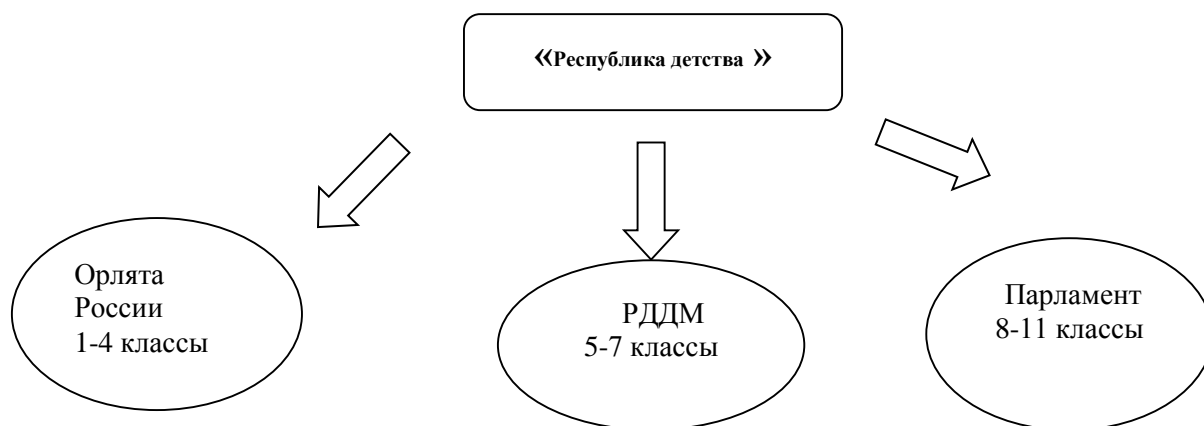 «Республика детства »
Орлята
России
1-4 классы
РДДМ
5-7 классы
Парламент
8-11 классы